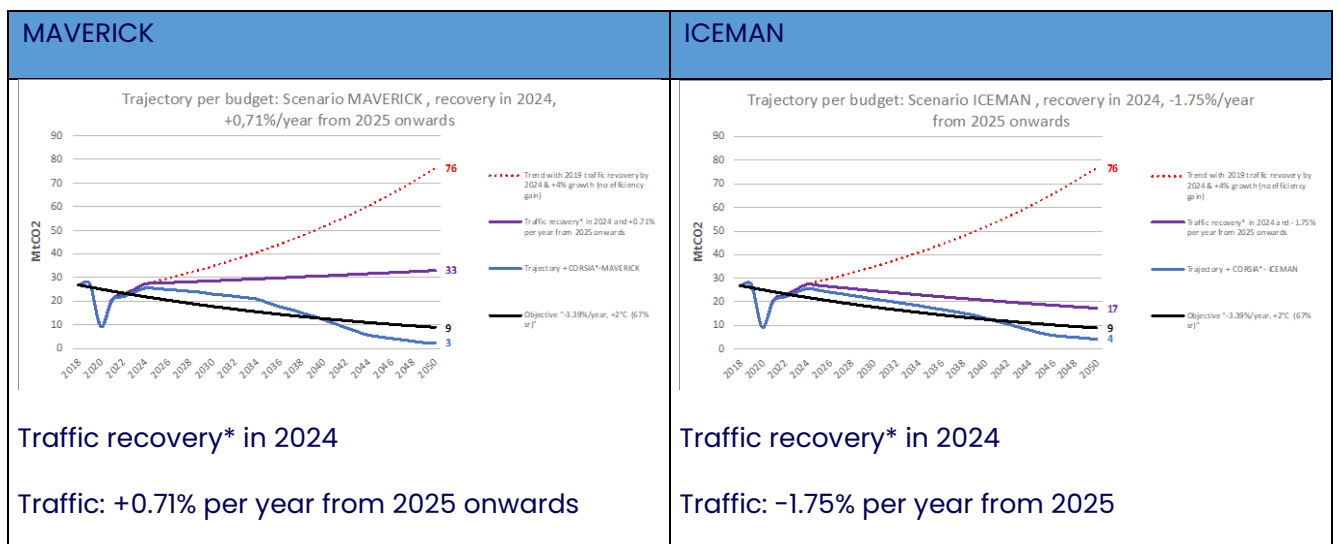 MAVERICK
Trajectory per budget: Scenario MAVERICK , recovery in 2024,
+0,71%/year from 2025 onwards
MtCO2
90
80
70
60
50
40
30
20
10
0
76
33
9
3
2018
2020
2022
2024
2026
2028
2030
2032
2034
2036
2038
2040
2042
2044
2046
2048
2050
Trend with 2019 traffic revovery by
2024 & +4% growth (no efficiency
gain)
Traffic recovery* in 2024 and +0.71%
per year from 2025 onwards
Trajectory + CORSIA*-MAVERICK
Objective "-3.39%/year, +2°C (67%
sr)"
Traffic recovery* in 2024
Traffic: +0.71% per year from 2025 onwards
ICEMAN
Trajectory per budget: Scenario ICEMAN , recovery in 2024, -1.75%/year
from 2025 onwards
MtCO2
90
80
70
60
50
40
30
20
10
0
76
17
9
4
2018
2020
2022
2024
2026
2028
2030
2032
2034
2036
2038
2040
2042
2044
2046
2048
2050
Trend with 2019 traffic revovery by
2024 & +4% growth (no efficiency
gain)
Traffic recovery* in 2024 and -1.75%
per year from 2025 onwards
Trajectory + CORSIA*- ICEMAN
Objective "-3.39%/year, +2°C (67%
sr)"
Traffic recovery* in 2024
Traffic: -1.75% per year from 2025